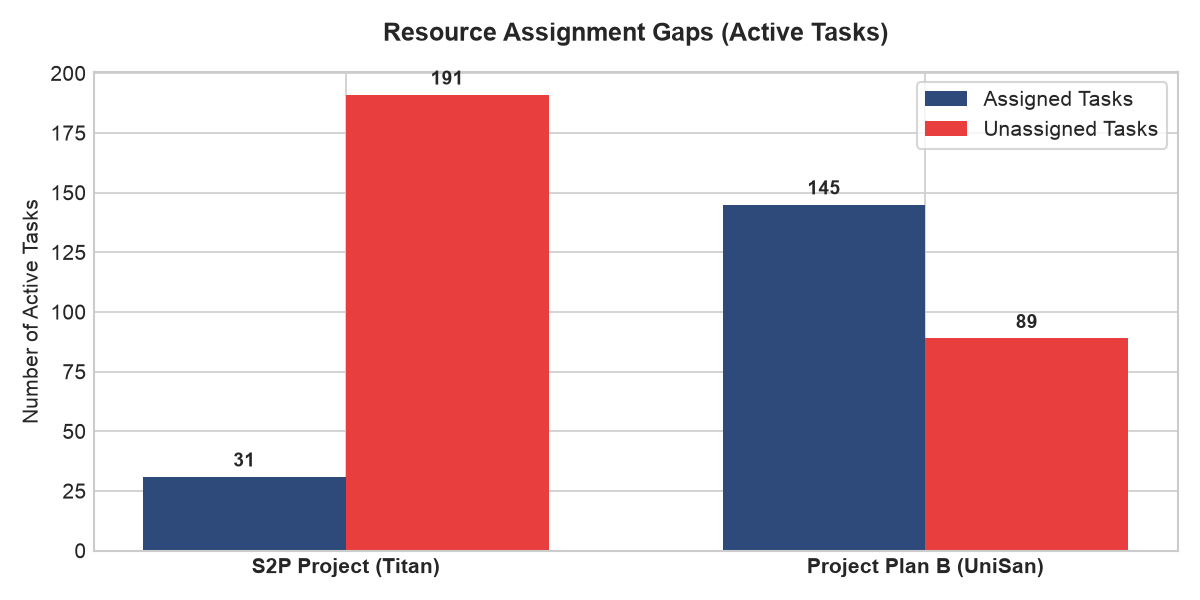 Resource Assignment Gaps (Active Tasks)
Number of Active Tasks
200
175
150
125
100
75
50
25
0
31
191
145
89
Assigned Tasks
Unassigned Tasks
S2P Project (Titan)
Project Plan B (UniSan)